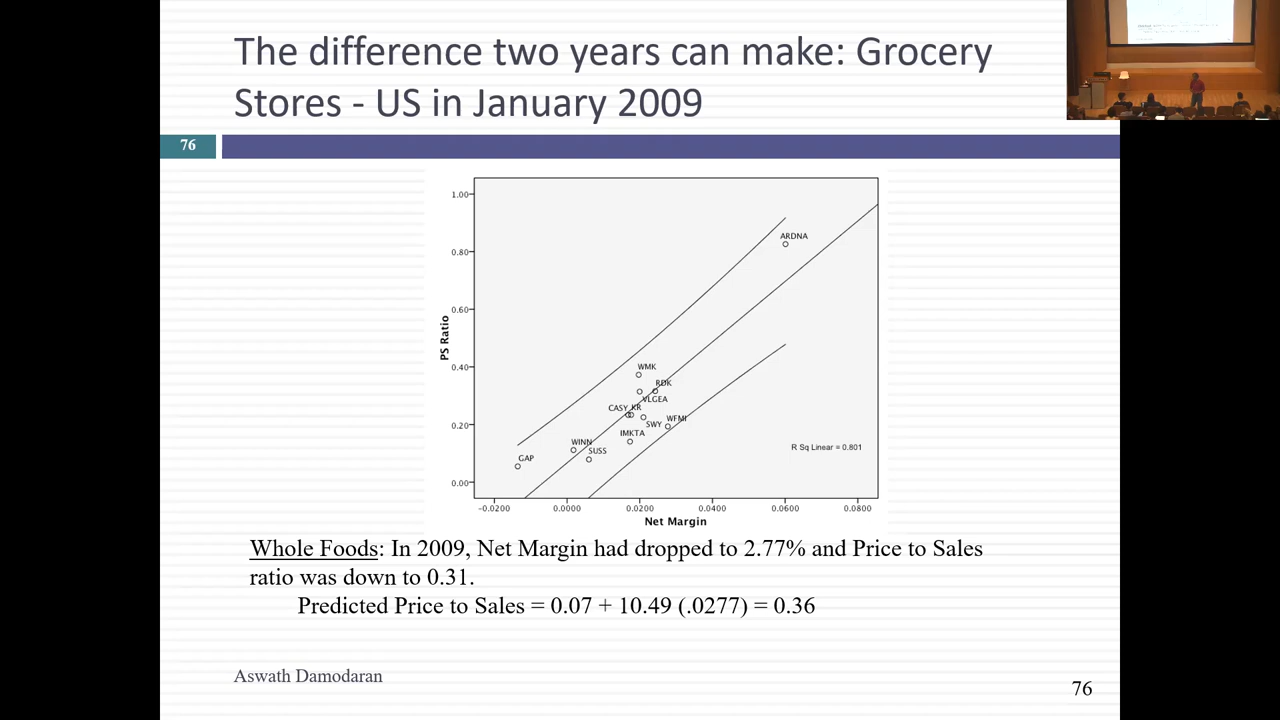 The difference two years can make: Grocery
Stores - US in January 2009
76
1.00
0.80
0.60
0.40
0.20
0.00
PS Ratio
ARDNA
WMK
RDK
VLGEA
CASY KR
SWY
WFMI
IMKTA
WINN
SUSS
GAP
R Sq Linear = 0.801
-0.0200
0.0000
0.0200
0.0400
0.0600
0.0800
Net Margin
Whole Foods: In 2009, Net Margin had dropped to 2.77% and Price to Sales
ratio was down to 0.31.
Predicted Price to Sales = 0.07 + 10.49 (.0277) = 0.36
Aswath Damodaran
76